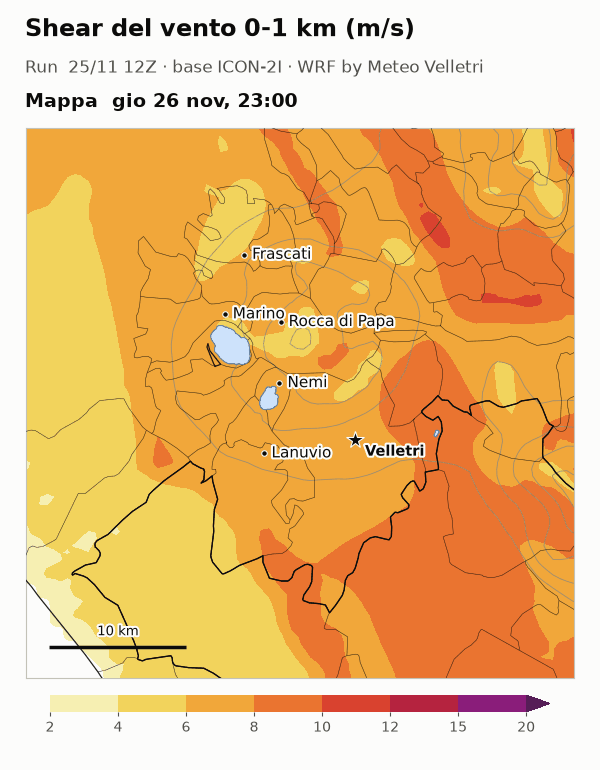 Shear del vento 0-1 km (m/s)
Run  25/11 12Z · base ICON-2I · WRF by Meteo Velletri
Mappa  gio 26 nov, 23:00
Frascati
Marino
Rocca di Papa
Nemi
Velletri
Lanuvio
10 km
2 4 6 8 10 12 15 20